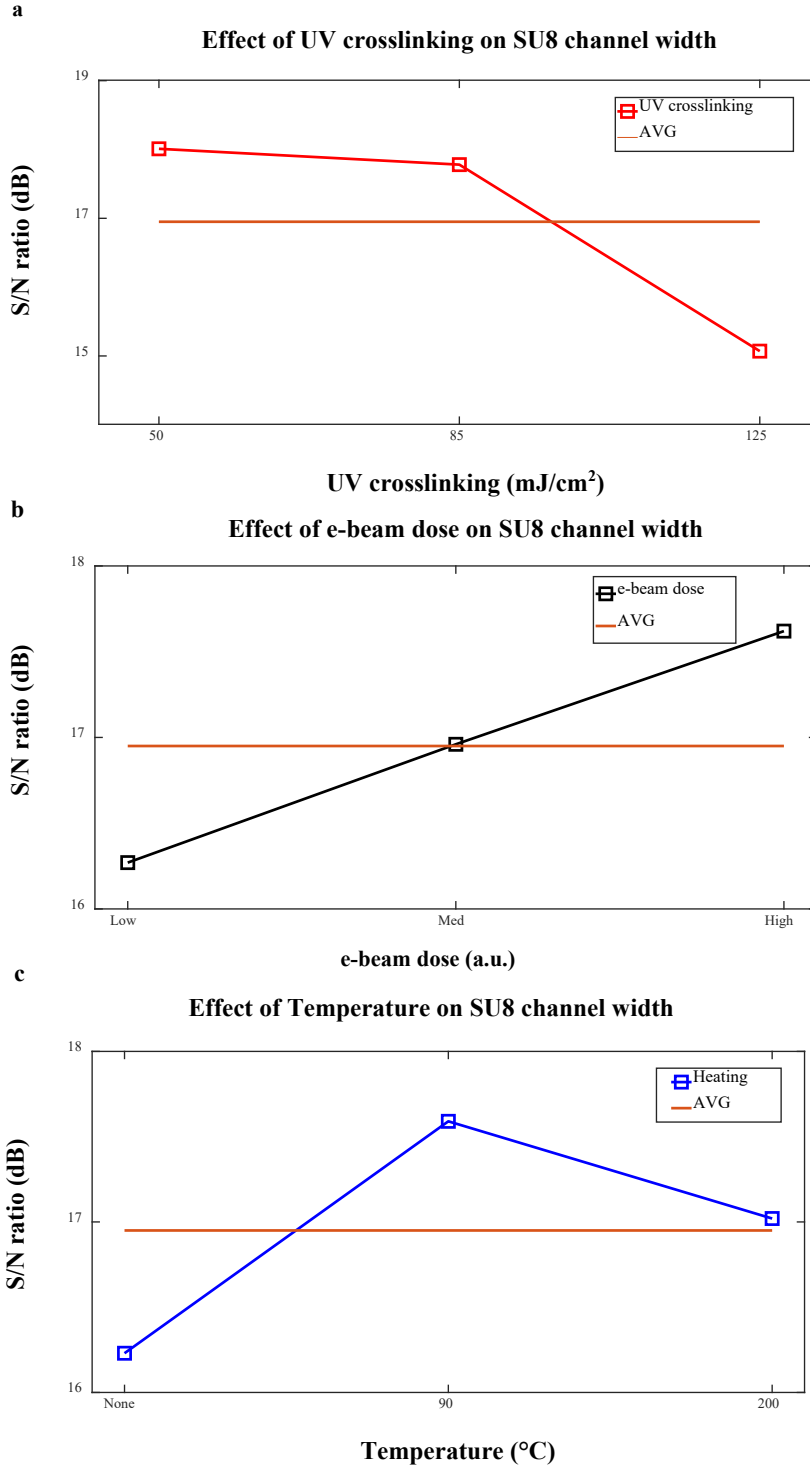 a
Effect of UV crosslinking on SU8 channel width
19
17
15
S/N ratio (dB)
UV crosslinking
AVG
50 85 125
UV crosslinking (mJ/cm²)
b
Effect of e-beam dose on SU8 channel width
18
17
16
S/N ratio (dB)
e-beam dose
AVG
Low Med High
e-beam dose (a.u.)
c
Effect of Temperature on SU8 channel width
18
17
16
S/N ratio (dB)
Heating
AVG
None 90 200
Temperature (°C)